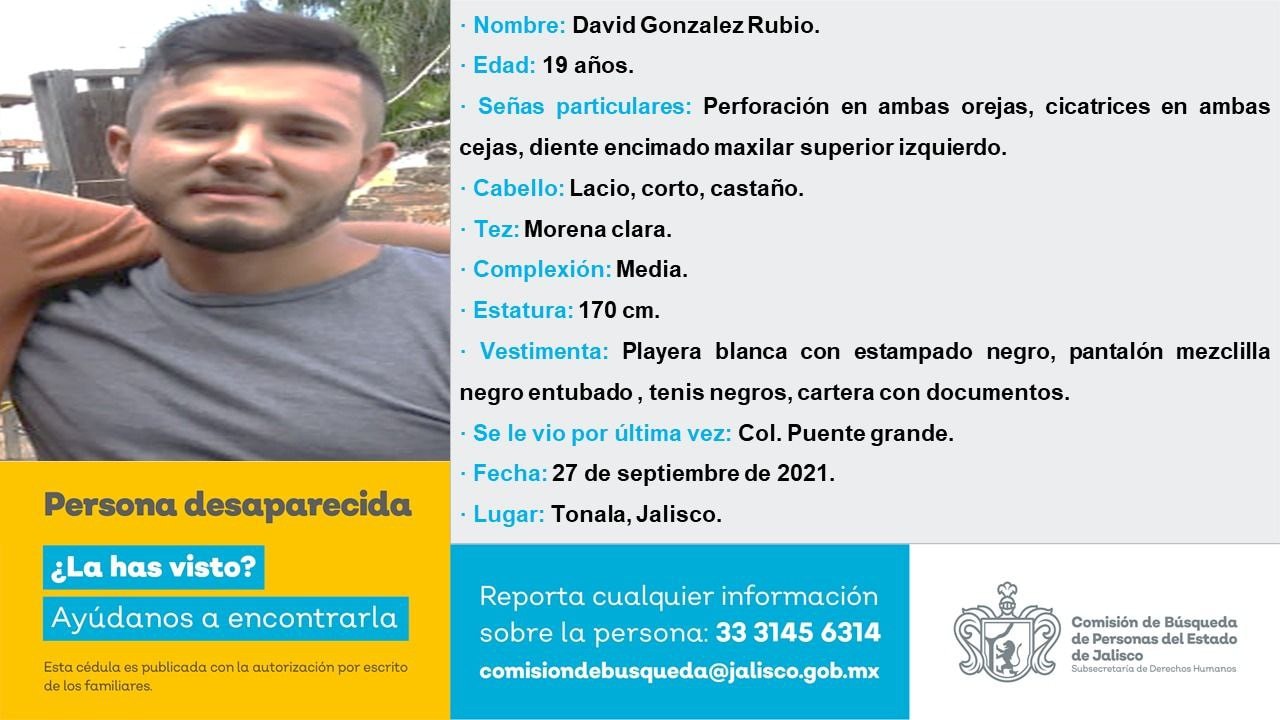 · Nombre: David Gonzalez Rubio.
· Edad: 19 años.
· Señas particulares: Perforación en ambas orejas, cicatrices en ambas
cejas, diente encimado maxilar superior izquierdo.
· Cabello: Lacio, corto, castaño.
· Tez: Morena clara.
· Complexión: Media.
· Estatura: 170 cm.
· Vestimenta: Playera blanca con estampado negro, pantalón mezclilla
negro entubado , tenis negros, cartera con documentos.
· Se le vio por última vez: Col. Puente grande.
· Fecha: 27 de septiembre de 2021.
· Lugar: Tonala, Jalisco.
Persona desaparecida
¿La has visto?
Ayúdanos a encontrarla
Esta cédula es publicada con la autorización por escrito
de los familiares.
Reporta cualquier información
sobre la persona: 33 3145 6314
comisiondebusqueda@jalisco.gob.mx
Comisión de Búsqueda
de Personas del Estado
de Jalisco
Subsecretaría de Derechos Humanos